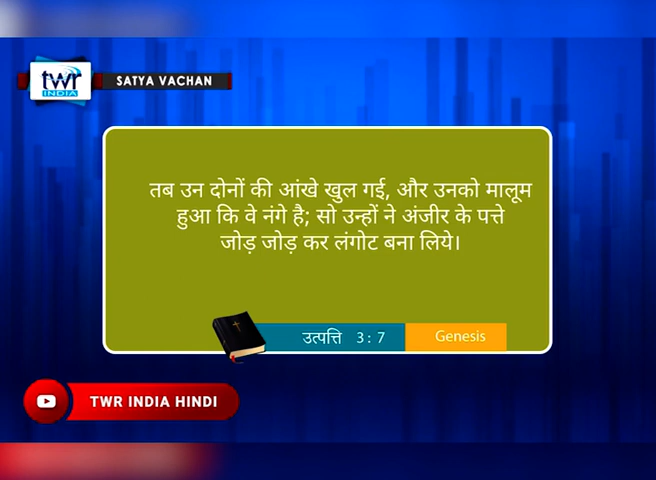 twr
INDIA
SATYA VACHAN
तब उन दोनों की आंखे खुल गई, और उनको मालूम
हुआ कि वे नंगे है; सो उन्हों ने अंजीर के पत्ते
जोड़ जोड़ कर लंगोट बना लिये।
उत्पत्ति 3:7 Genesis
TWR INDIA HINDI